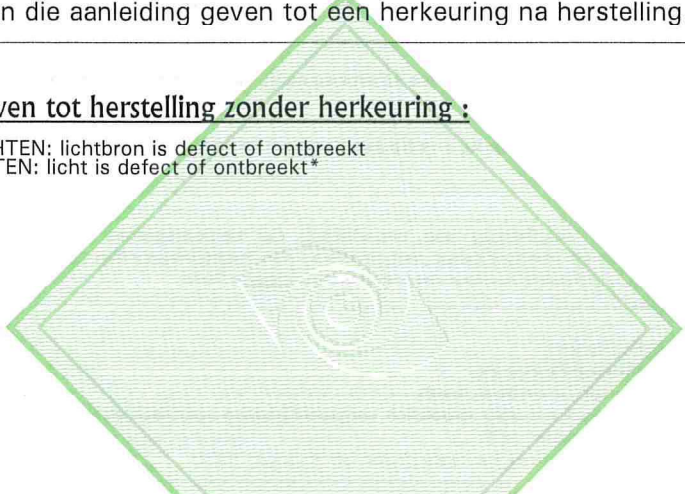 n die aanleiding geven tot een herkeuring na herstelling
ven tot herstelling zonder herkeuring :
HTEN: lichtbron is defect of ontbreekt
TEN: licht is defect of ontbreekt*